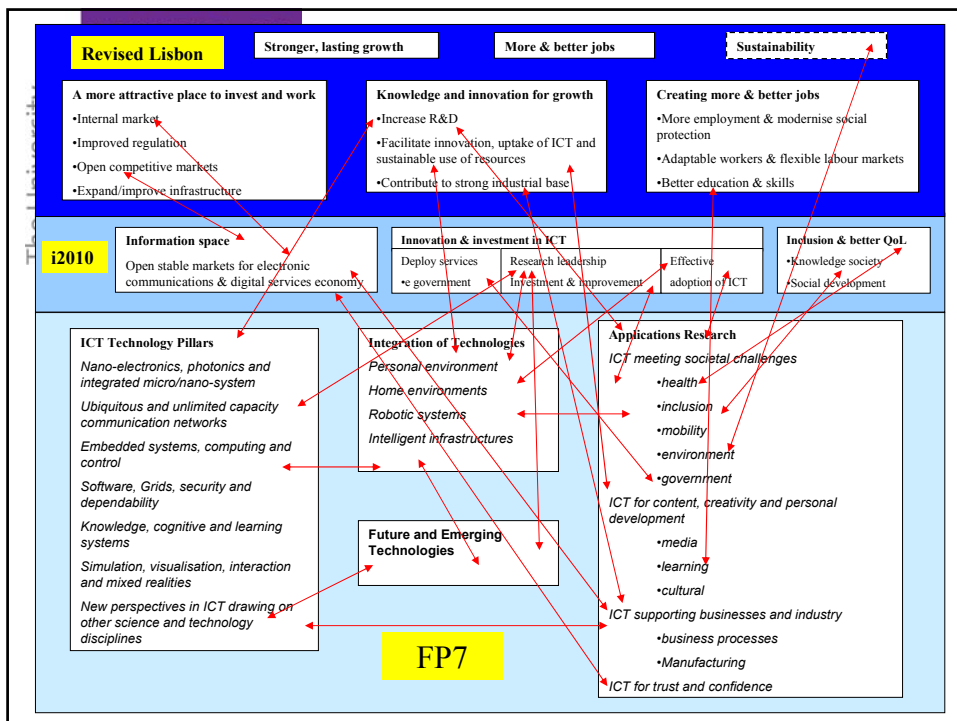 The University
Revised Lisbon
Stronger, lasting growth
More & better jobs
Sustainability
A more attractive place to invest and work
•Internal market
•Improved regulation
•Open competitive markets
•Expand/improve infrastructure
Knowledge and innovation for growth
•Increase R&D
•Facilitate innovation, uptake of ICT and
sustainable use of resources
•Contribute to strong industrial base
Creating more & better jobs
•More employment & modernise social
protection
•Adaptable workers & flexible labour markets
•Better education & skills
i2010
Information space
Open stable markets for electronic
communications & digital services economy
Innovation & investment in ICT
Deploy services
•e government
Research leadership
Investment & improvement
Effective
adoption of ICT
Inclusion & better QoL
•Knowledge society
•Social development
ICT Technology Pillars
Nano-electronics, photonics and
integrated micro/nano-system
Ubiquitous and unlimited capacity
communication networks
Embedded systems, computing and
control
Software, Grids, security and
dependability
Knowledge, cognitive and learning
systems
Simulation, visualisation, interaction
and mixed realities
New perspectives in ICT drawing on
other science and technology
disciplines
Integration of Technologies
Personal environment
Home environments
Robotic systems
Intelligent infrastructures
Future and Emerging
Technologies
Applications Research
ICT meeting societal challenges
•health
•inclusion
•mobility
•environment
•government
ICT for content, creativity and personal
development
•media
•learning
•cultural
ICT supporting businesses and industry
•business processes
•Manufacturing
ICT for trust and confidence
FP7